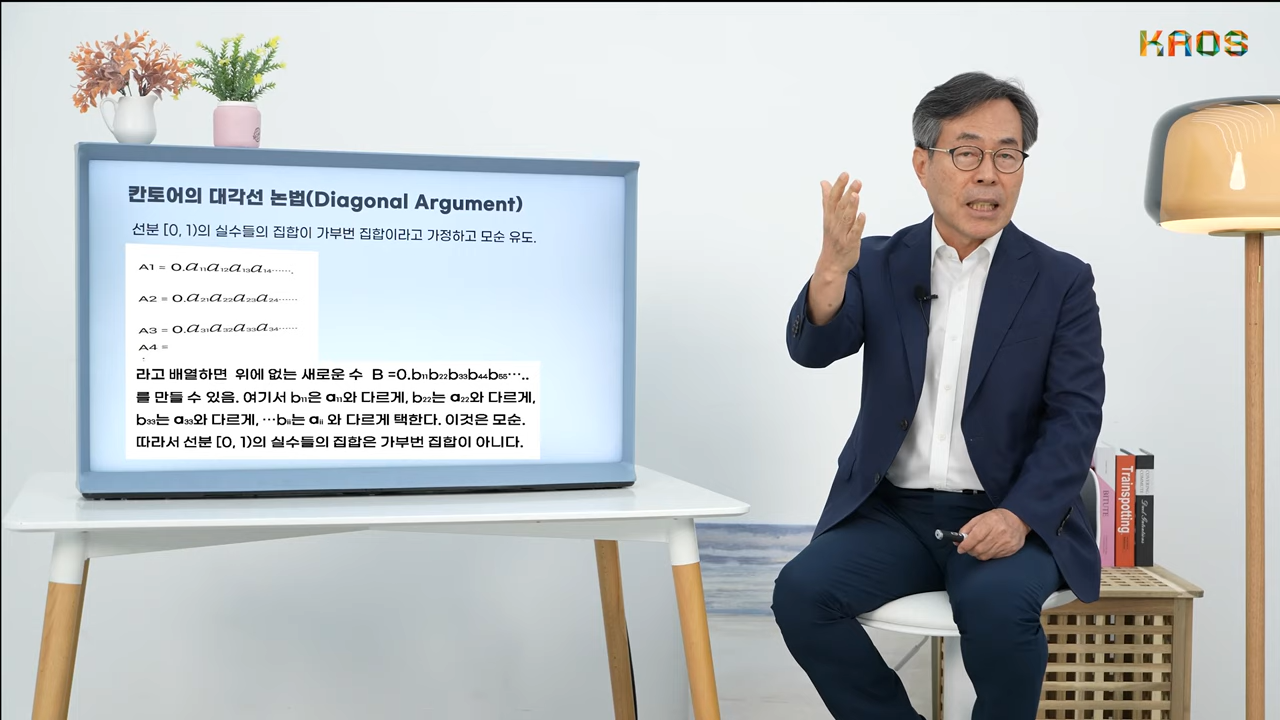 KAOS
칸토어의 대각선 논법(Diagonal Argument)
선분 [0, 1)의 실수들의 집합이 가부번 집합이라고 가정하고 모순 유도.
A1 = 0.a₁₁a₁₂a₁₃a₁₄…….
A2 = 0.a₂₁a₂₂a₂₃a₂₄……
A3 = 0.a₃₁a₃₂a₃₃a₃₄……
A4 =
:
라고 배열하면 위에 없는 새로운 수 B =0.b₁₁b₂₂b₃₃b₄₄b₅₅…..
를 만들 수 있음. 여기서 b₁₁은 a₁₁와 다르게, b₂₂는 a₂₂와 다르게,
b₃₃는 a₃₃와 다르게, …bᵢᵢ는 aᵢᵢ 와 다르게 택한다. 이것은 모순.
따라서 선분 [0, 1)의 실수들의 집합은 가부번 집합이 아니다.
Trainspotting